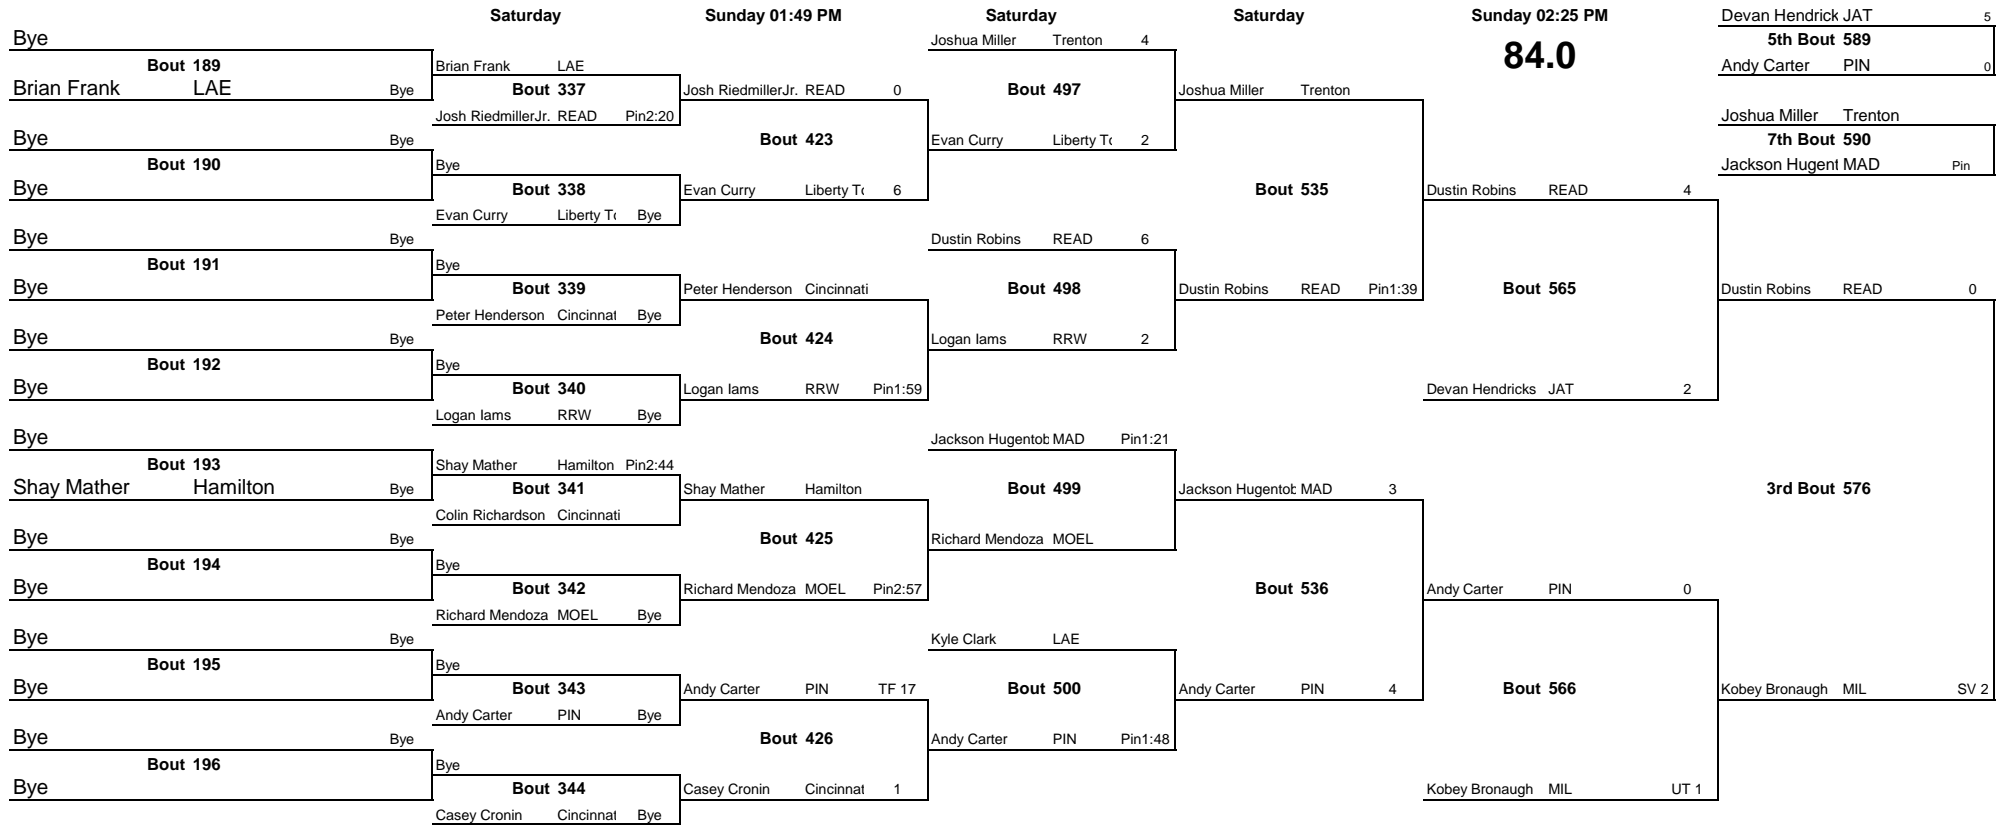 Saturday Sunday 01:49 PM Saturday Saturday Sunday 02:25 PM Devan Hendrick JAT 5
Bye Joshua Miller Trenton 4 84.0 5th Bout 589
Bout 189 Brian Frank LAE Andy Carter PIN 0
Brian Frank LAE Bye Bout 337 Josh RiedmillerJr. READ 0 Bout 497 Joshua Miller Trenton
Josh RiedmillerJr. READ Pin2:20 Joshua Miller Trenton
Bye Bye Bout 423 Evan Curry Liberty To 2 7th Bout 590
Bout 190 Bye Jackson Hugent MAD Pin
Bye Bout 338 Evan Curry Liberty To 6 Bout 535 Dustin Robins READ 4
Evan Curry Liberty To Bye
Bye Bye Dustin Robins READ 6
Bout 191 Bye
Bye Bout 339 Peter Henderson Cincinnati Bout 498 Dustin Robins READ Pin1:39 Bout 565 Dustin Robins READ 0
Peter Henderson Cincinnat Bye
Bye Bye Bout 424 Logan Iams RRW 2
Bout 192 Bye
Bye Bout 340 Logan Iams RRW Pin1:59 Devan Hendricks JAT 2
Logan Iams RRW Bye
Bye Jackson Hugentob MAD Pin1:21
Bout 193 Shay Mather Hamilton Pin2:44
Shay Mather Hamilton Bye Bout 341 Shay Mather Hamilton Bout 499 Jackson Hugentob MAD 3 3rd Bout 576
Colin Richardson Cincinnati
Bye Bye Bout 425 Richard Mendoza MOEL
Bout 194 Bye
Bye Bout 342 Richard Mendoza MOEL Pin2:57 Bout 536 Andy Carter PIN 0
Richard Mendoza MOEL Bye
Bye Bye Kyle Clark LAE
Bout 195 Bye
Bye Bout 343 Andy Carter PIN TF 17 Bout 500 Andy Carter PIN 4 Bout 566 Kobey Bronaugh MIL SV 2
Andy Carter PIN Bye
Bye Bye Bout 426 Andy Carter PIN Pin1:48
Bout 196 Bye
Bye Bout 344 Casey Cronin Cincinnat 1 Kobey Bronaugh MIL UT 1
Casey Cronin Cincinnat Bye